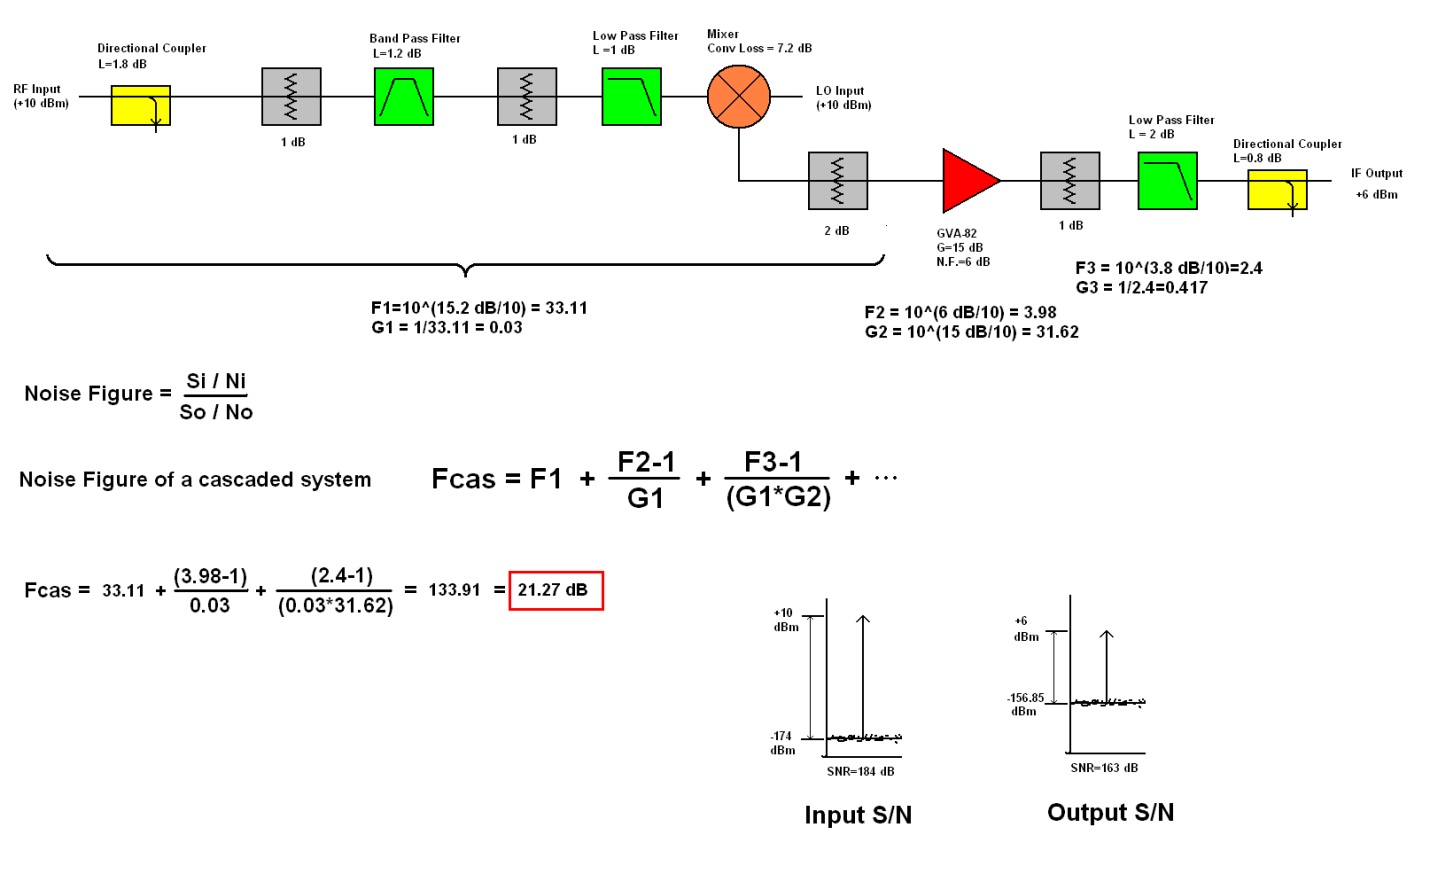 Directional Coupler
L=1.8 dB
RF Input
(+10 dBm)
1 dB
Band Pass Filter
L=1.2 dB
1 dB
Low Pass Filter
L =1 dB
Mixer
Conv Loss = 7.2 dB
LO Input
(+10 dBm)
2 dB
GVA-82
G=15 dB
N.F.=6 dB
1 dB
Low Pass Filter
L = 2 dB
Directional Coupler
L=0.8 dB
IF Output
+6 dBm
F1=10^(15.2 dB/10) = 33.11
G1 = 1/33.11 = 0.03
F2 = 10^(6 dB/10) = 3.98
G2 = 10^(15 dB/10) = 31.62
F3 = 10^(3.8 dB/10)=2.4
G3 = 1/2.4=0.417
Noise Figure = Si / Ni
So / No
Noise Figure of a cascaded system
Fcas = F1 + F2-1 + F3-1 + ...
G1 (G1*G2)
Fcas = 33.11 + (3.98-1) + (2.4-1) = 133.91 = 21.27 dB
0.03 (0.03*31.62)
+10
dBm
-174
dBm
SNR=184 dB
Input S/N
+6
dBm
-156.85
dBm
SNR=163 dB
Output S/N